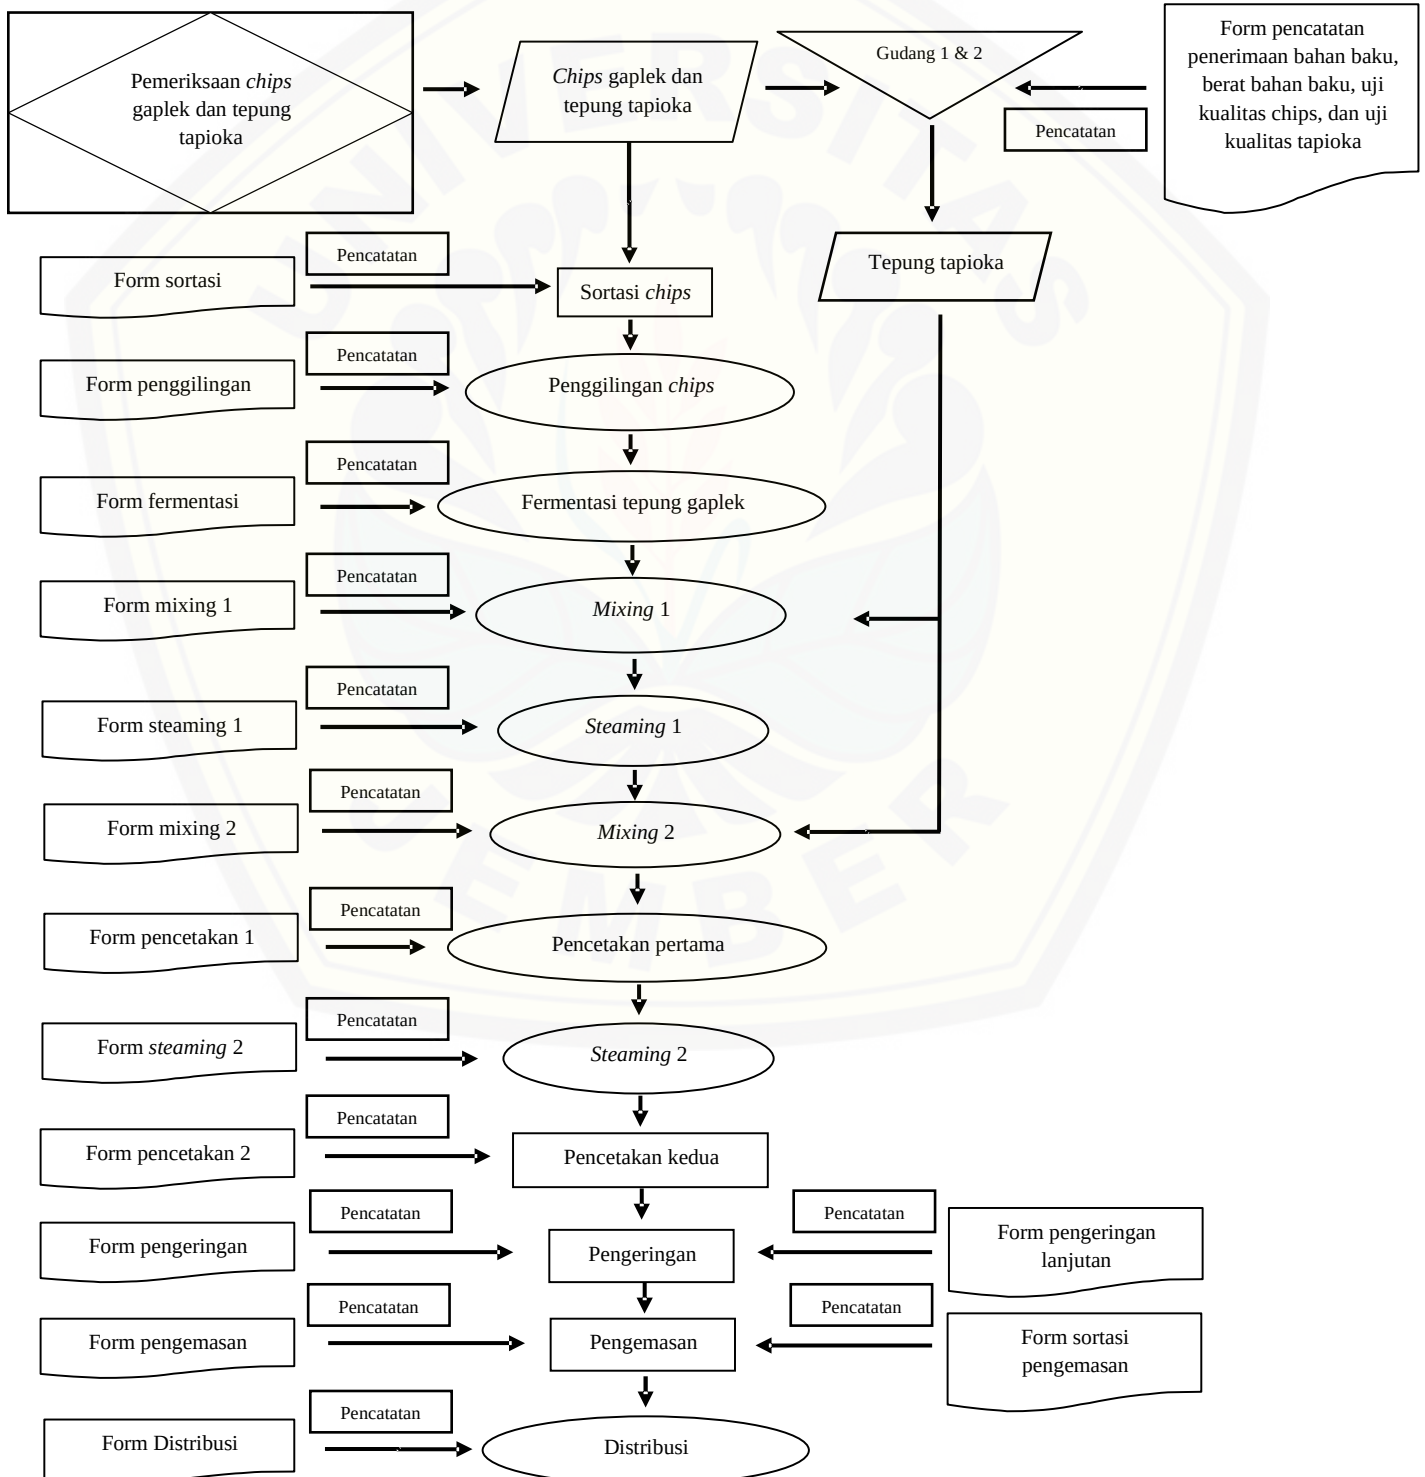 Pemeriksaan chips
gaplek dan tepung
tapioka
Chips gaplek dan
tepung tapioka
Gudang 1 & 2
Pencatatan
Form pencatatan
penerimaan bahan baku,
berat bahan baku, uji
kualitas chips, dan uji
kualitas tapioka
Tepung tapioka
Form sortasi
Pencatatan
Sortasi chips
Form penggilingan
Pencatatan
Penggilingan chips
Form fermentasi
Pencatatan
Fermentasi tepung gaplek
Form mixing 1
Pencatatan
Mixing 1
Form steaming 1
Pencatatan
Steaming 1
Form mixing 2
Pencatatan
Mixing 2
Form pencetakan 1
Pencatatan
Pencetakan pertama
Form steaming 2
Pencatatan
Steaming 2
Form pencetakan 2
Pencatatan
Pencetakan kedua
Form pengeringan
Pencatatan
Pengeringan
Pencatatan
Form pengeringan
lanjutan
Form pengemasan
Pencatatan
Pengemasan
Pencatatan
Form sortasi
pengemasan
Form Distribusi
Pencatatan
Distribusi
UNIVERSITAS
JEMBER